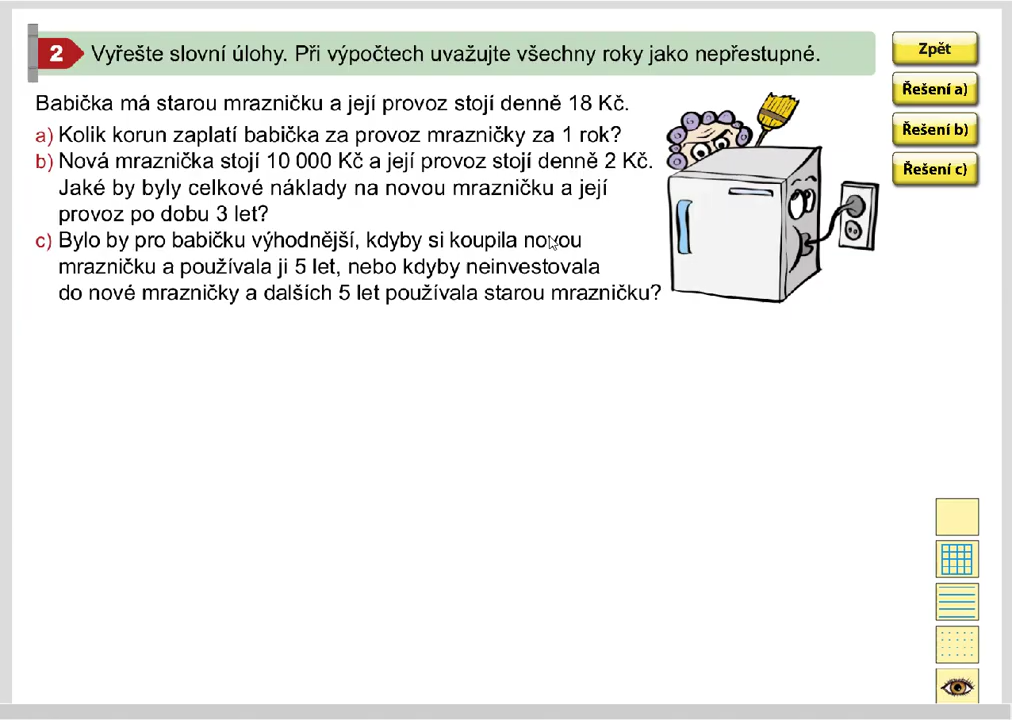 2 Vyřešte slovní úlohy. Při výpočtech uvažujte všechny roky jako nepřestupné.
Zpět
Řešení a)
Řešení b)
Řešení c)
Babička má starou mrazničku a její provoz stojí denně 18 Kč.
a) Kolik korun zaplatí babička za provoz mrazničky za 1 rok?
b) Nová mraznička stojí 10 000 Kč a její provoz stojí denně 2 Kč.
Jaké by byly celkové náklady na novou mrazničku a její
provoz po dobu 3 let?
c) Bylo by pro babičku výhodnější, kdyby si koupila novou
mrazničku a používala ji 5 let, nebo kdyby neinvestovala
do nové mrazničky a dalších 5 let používala starou mrazničku?